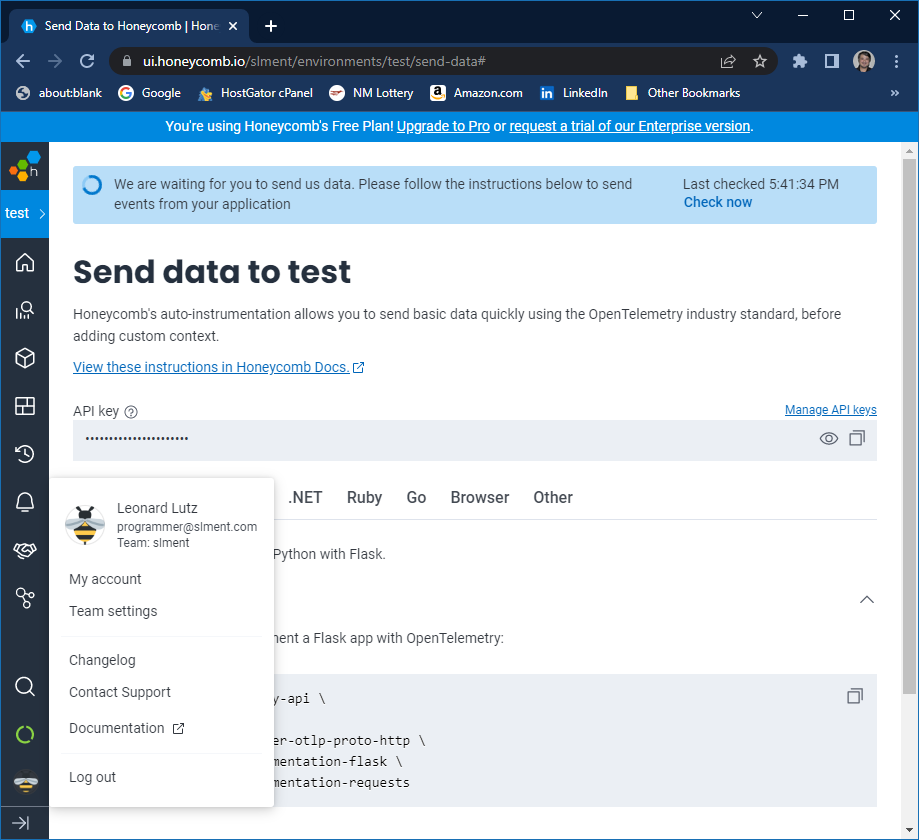 Send Data to Honeycomb | Hone
ui.honeycomb.io/slment/environments/test/send-data#
about:blank
Google
HostGator cPanel
NM Lottery
Amazon.com
LinkedIn
Other Bookmarks
»
You're using Honeycomb's Free Plan! Upgrade to Pro or request a trial of our Enterprise version.
h
test
We are waiting for you to send us data. Please follow the instructions below to send
events from your application
Last checked 5:41:34 PM
Check now
Send data to test
Honeycomb's auto-instrumentation allows you to send basic data quickly using the OpenTelemetry industry standard, before
adding custom context.
View these instructions in Honeycomb Docs.
API key
Manage API keys
••••••••••••••••••••••
.NET
Ruby
Go
Browser
Other
Leonard Lutz
programmer@slment.com
Team: slment
My account
Team settings
Changelog
Contact Support
Documentation
Log out
Python with Flask.
ment a Flask app with OpenTelemetry:
y-api \
er-otlp-proto-http \
mentation-flask \
mentation-requests